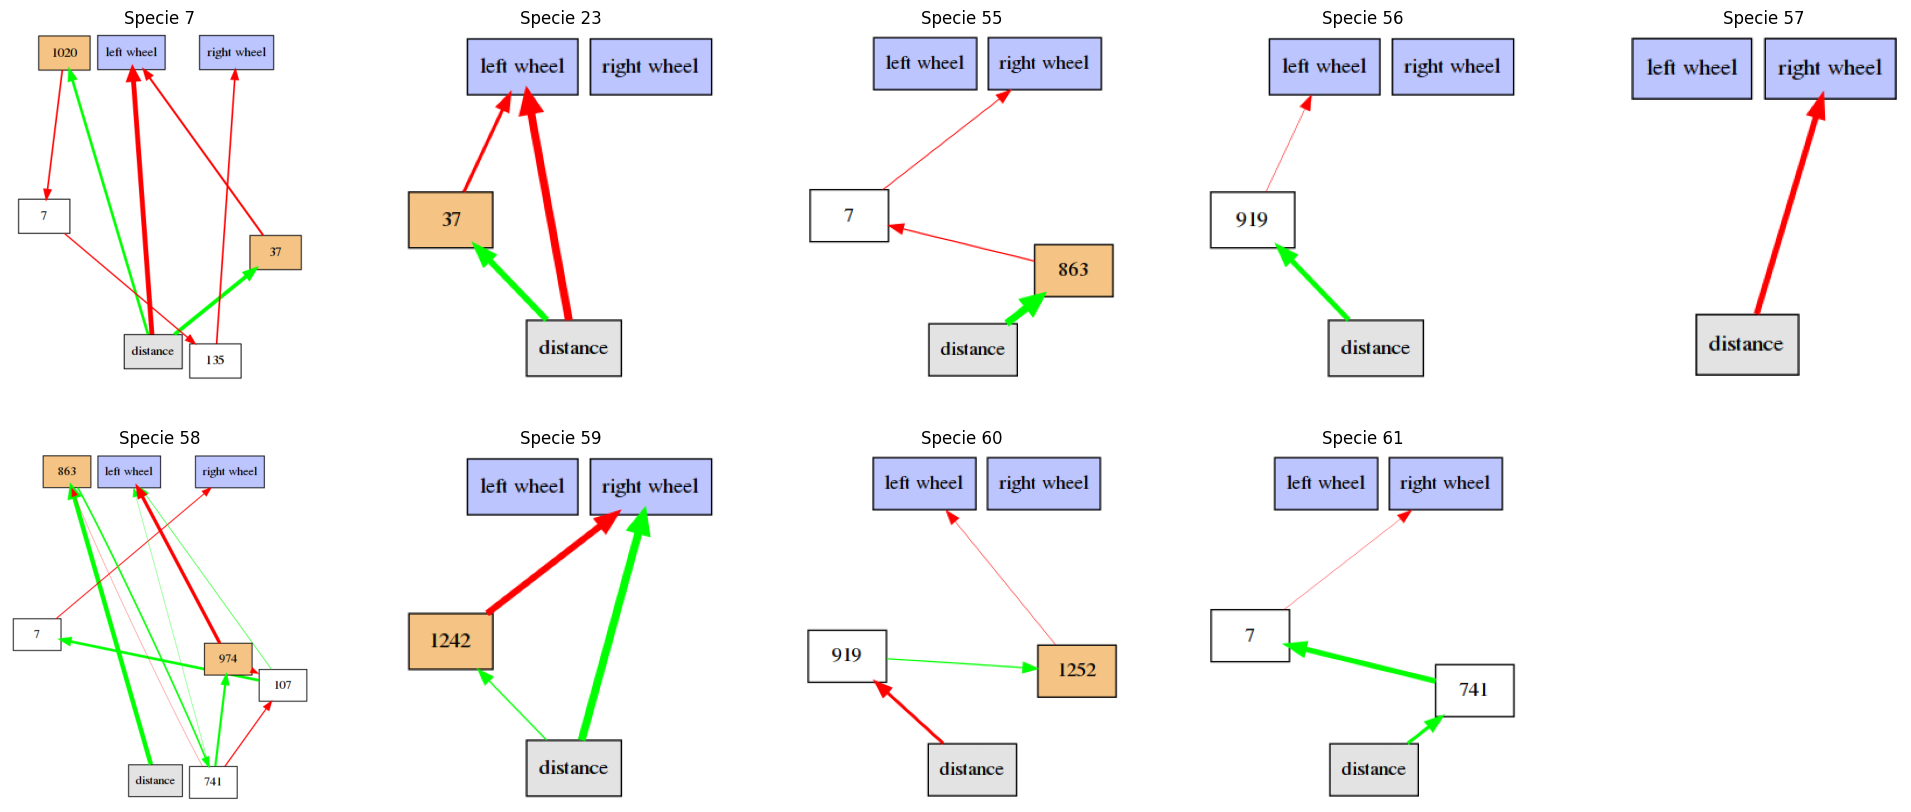 Specie 7
1020
left wheel
right wheel
7
37
distance
135
Specie 23
left wheel
right wheel
37
distance
Specie 55
left wheel
right wheel
7
863
distance
Specie 56
left wheel
right wheel
919
distance
Specie 57
left wheel
right wheel
distance
Specie 58
863
left wheel
right wheel
7
974
107
distance
741
Specie 59
left wheel
right wheel
1242
distance
Specie 60
left wheel
right wheel
919
1252
distance
Specie 61
left wheel
right wheel
7
741
distance